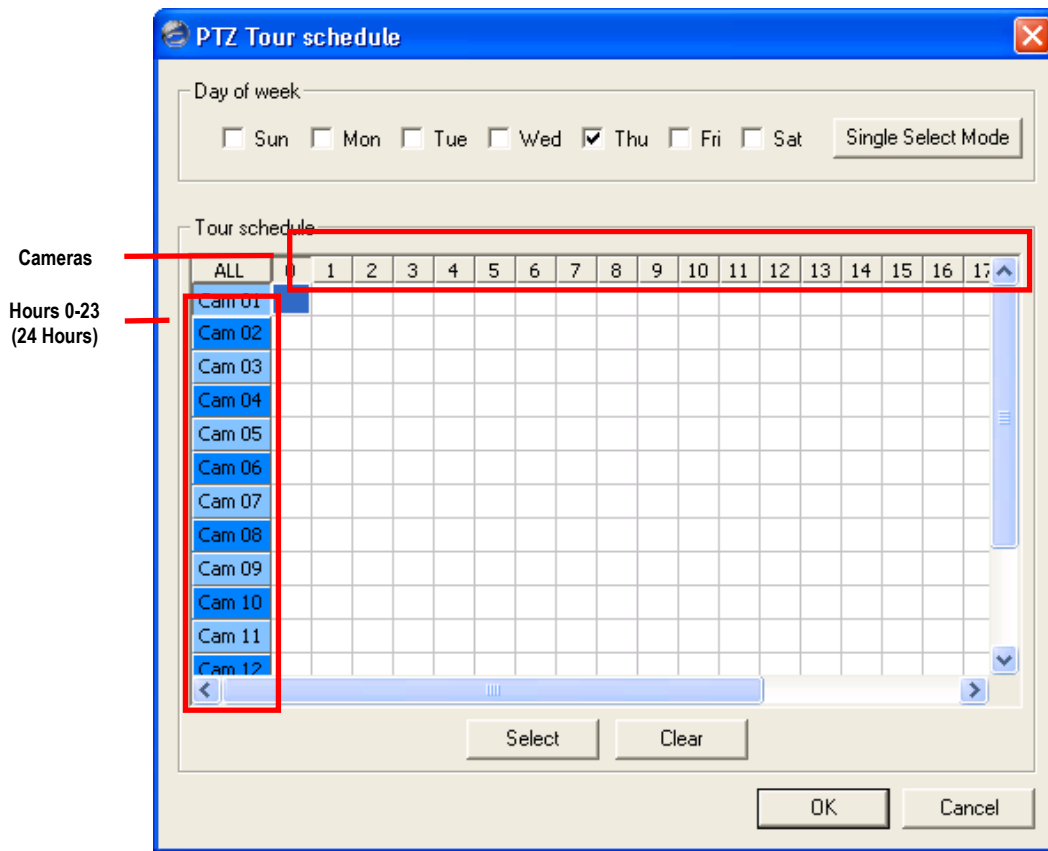 PTZ Tour schedule
Day of week
Sun Mon Tue Wed Thu Fri Sat Single Select Mode
Tour schedule
Cameras
Hours 0-23
(24 Hours)
ALL 0 1 2 3 4 5 6 7 8 9 10 11 12 13 14 15 16 17
Cam 01
Cam 02
Cam 03
Cam 04
Cam 05
Cam 06
Cam 07
Cam 08
Cam 09
Cam 10
Cam 11
Cam 12
Select Clear
OK Cancel